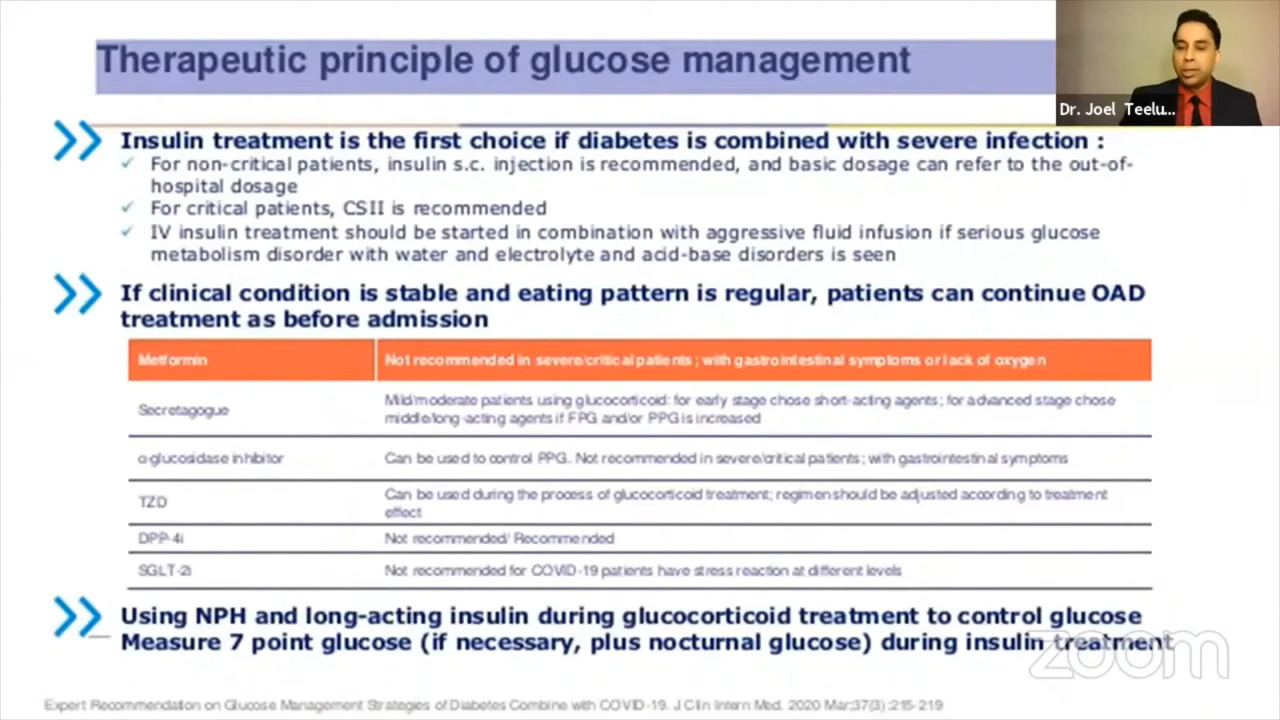 Therapeutic principle of glucose management
Dr. Joel Teelu...
Insulin treatment is the first choice if diabetes is combined with severe infection :
For non-critical patients, insulin s.c. injection is recommended, and basic dosage can refer to the out-of-
hospital dosage
For critical patients, CSII is recommended
IV insulin treatment should be started in combination with aggressive fluid infusion if serious glucose
metabolism disorder with water and electrolyte and acid-base disorders is seen
If clinical condition is stable and eating pattern is regular, patients can continue OAD
treatment as before admission
Metformin Not recommended in severe/critical patients; with gastrointestinal symptoms or lack of oxygen
Secretagogue Mild/moderate patients using glucocorticoid: for early stage chose short-acting agents; for advanced stage chose
middle/long-acting agents if FPG and/or PPG is increased
α-glucosidase inhibitor Can be used to control PPG. Not recommended in severe/critical patients; with gastrointestinal symptoms
TZD Can be used during the process of glucocorticoid treatment; regimen should be adjusted according to treatment
effect
DPP-4i Not recommended/ Recommended
SGLT-2i Not recommended for COVID-19 patients have stress reaction at different levels
Using NPH and long-acting insulin during glucocorticoid treatment to control glucose
Measure 7 point glucose (if necessary, plus nocturnal glucose) during insulin treatment
zoom
Expert Recommendation on Glucose Management Strategies of Diabetes Combine with COVID-19. J Clin Intern Med. 2020 Mar;37(3):215-219